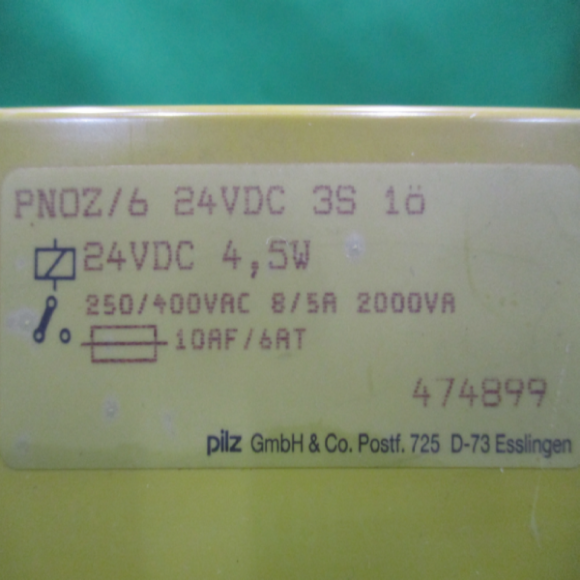 PNOZ/6 24VDC 3S 1ö
24VDC 4,5W
250/400VAC 8/5A 2000VA
10AF/6AT
474899
pilz GmbH & Co. Postf. 725 D-73 Esslingen